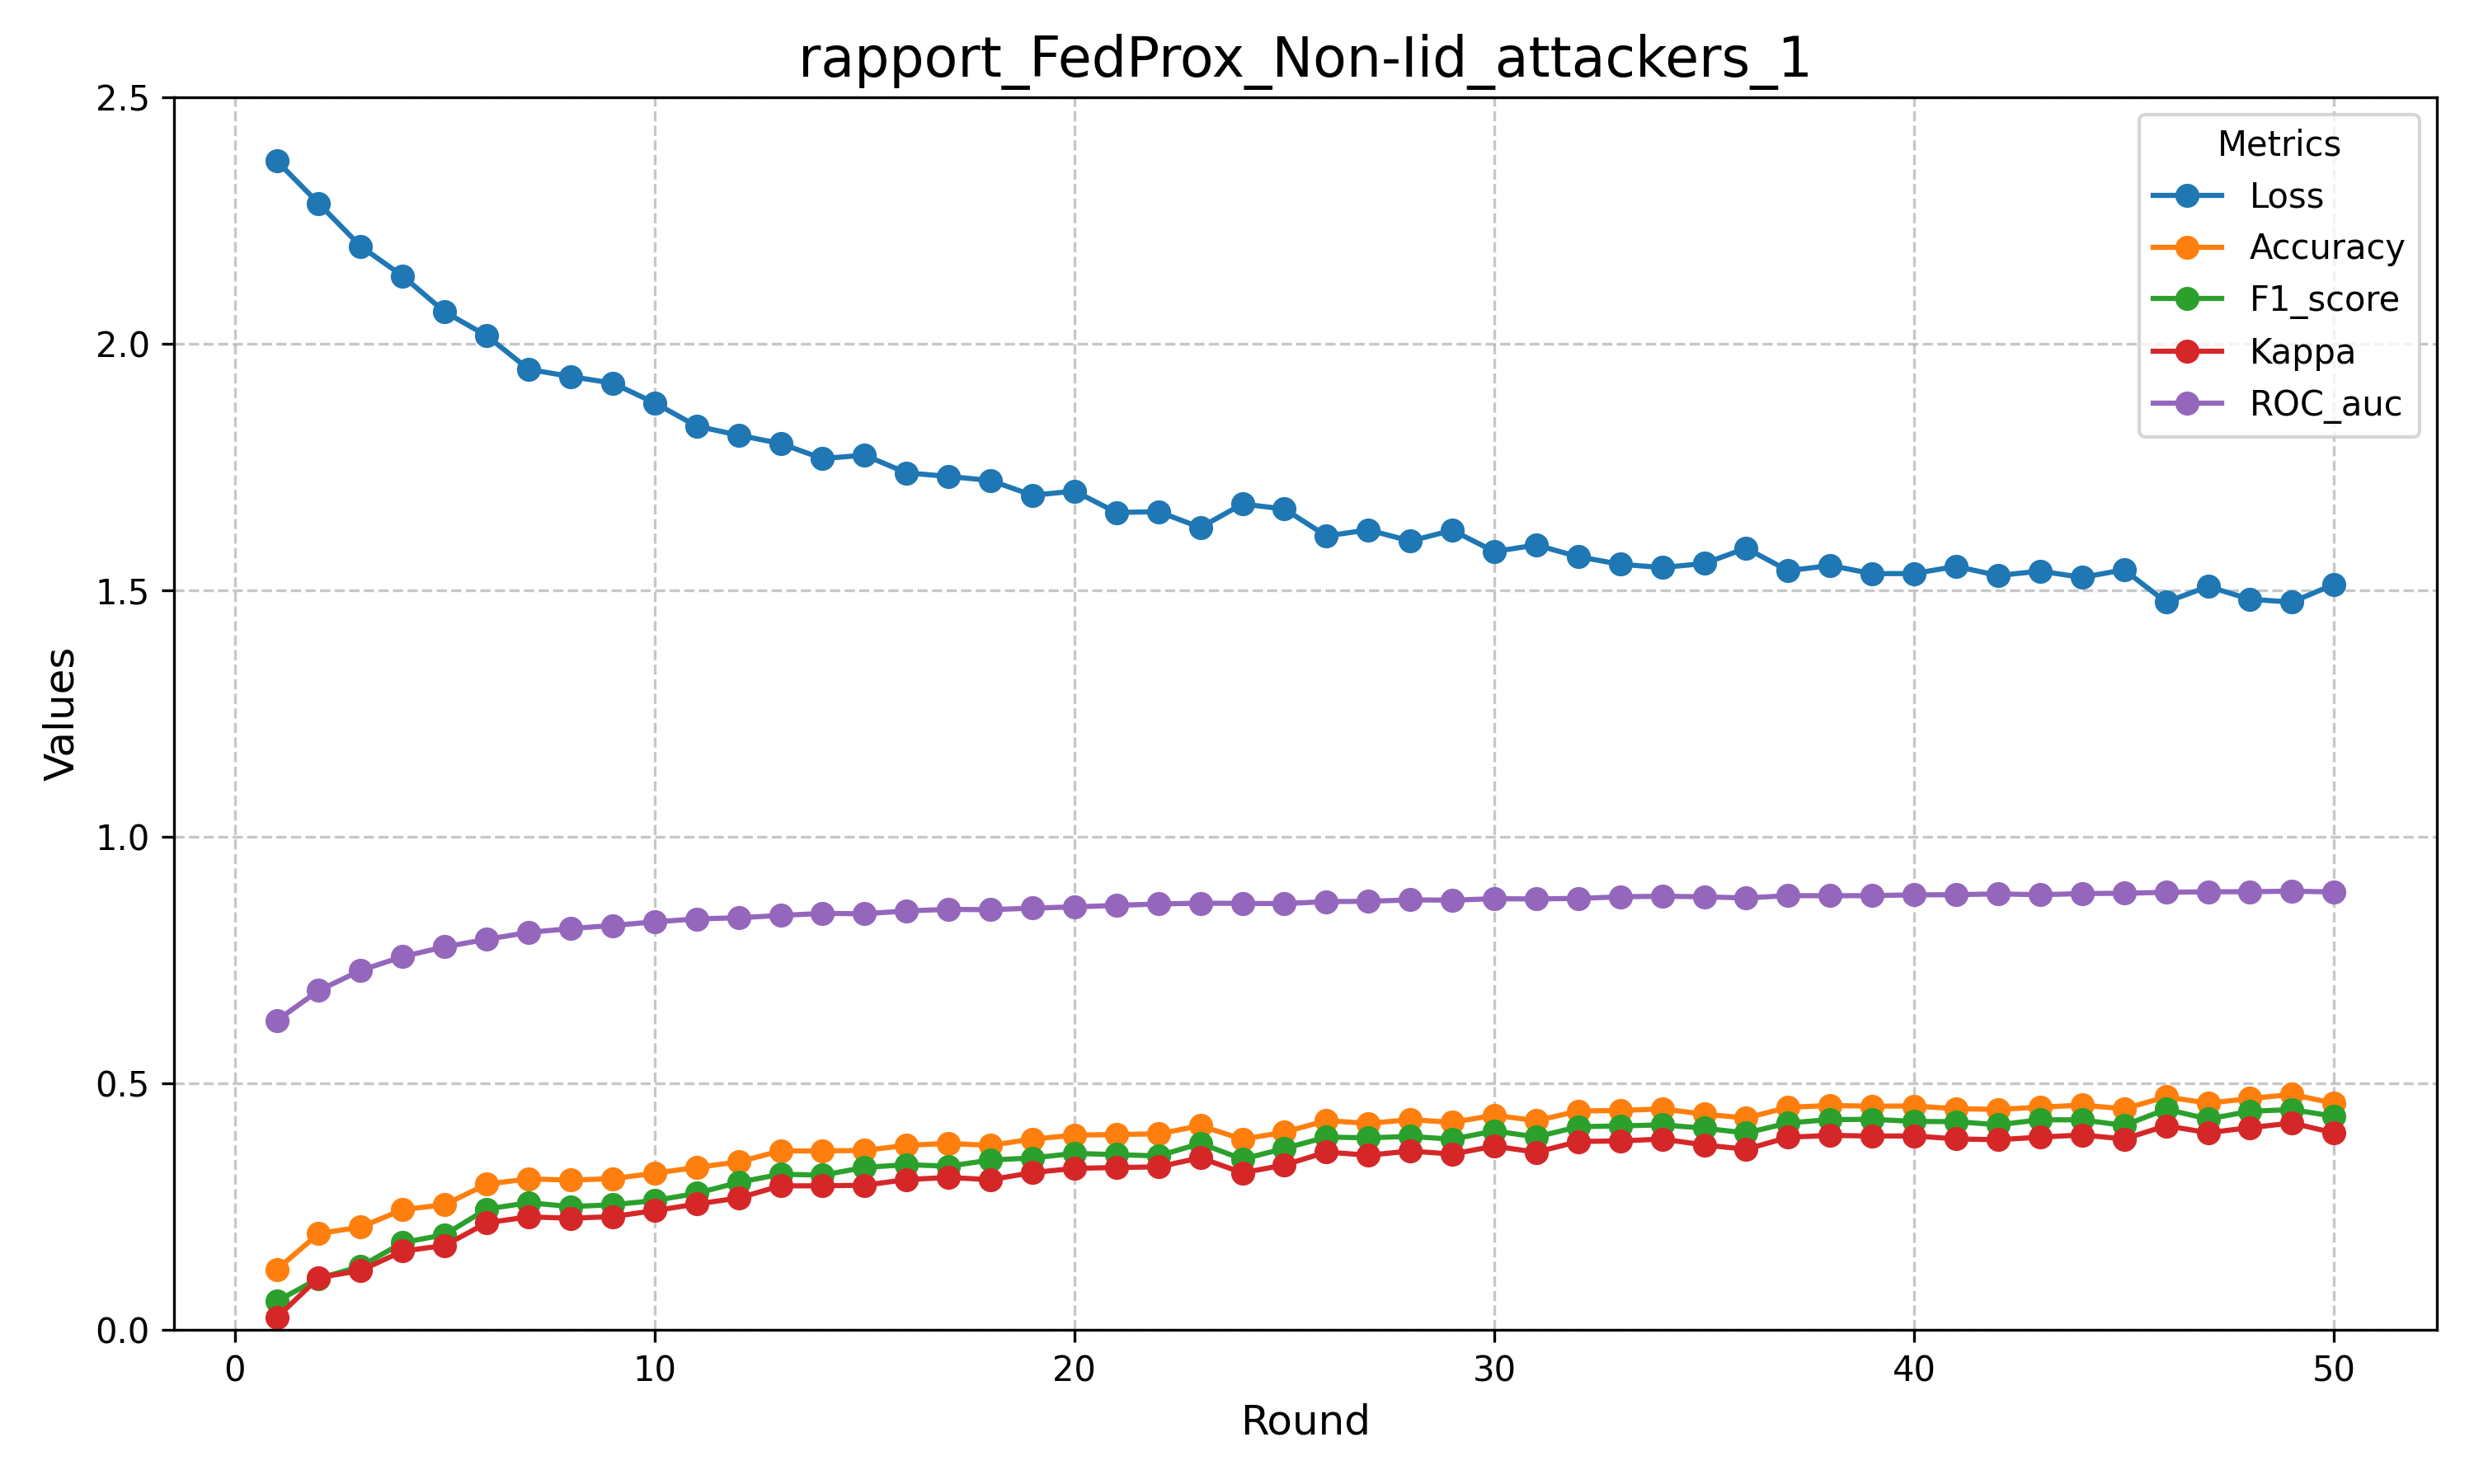 rapport_FedProx_Non-Iid_attackers_1
2.5
2.0
1.5
1.0
0.5
0.0
Values
Metrics
Loss
Accuracy
F1_score
Kappa
ROC_auc
0 10 20 30 40 50
Round